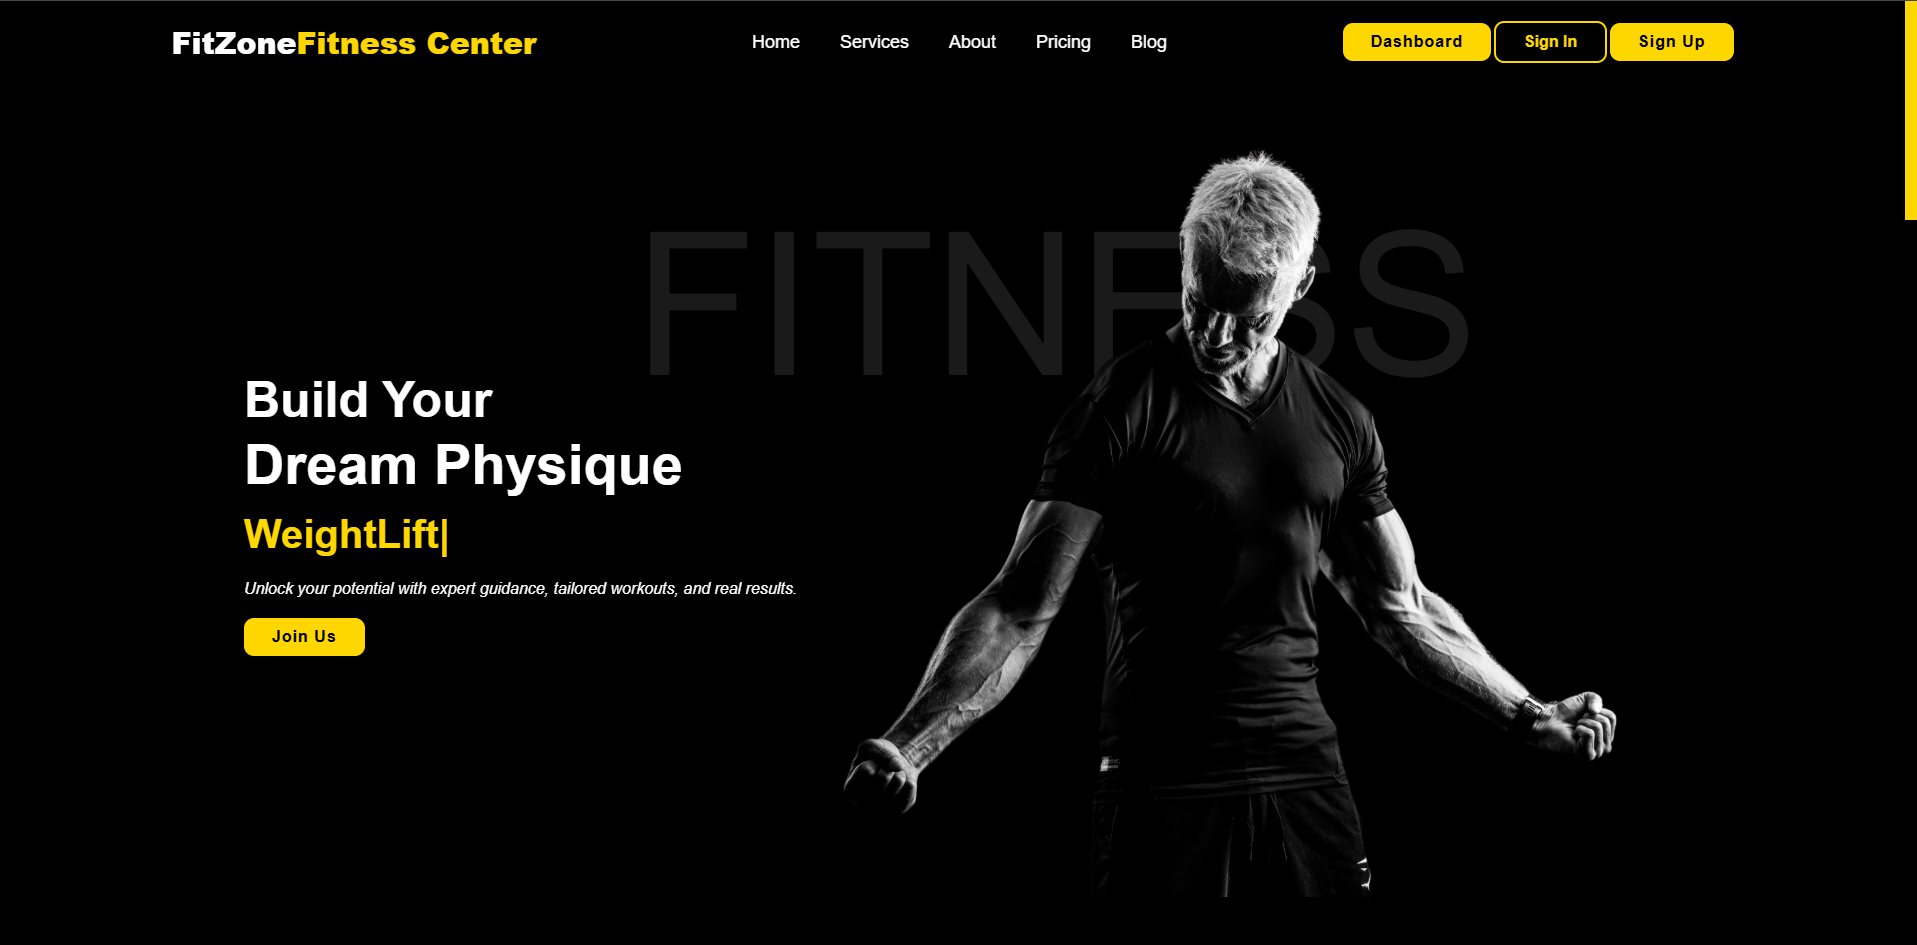 FitZoneFitness Center
Home Services About Pricing Blog
Dashboard Sign In Sign Up
FITNESS
Build Your
Dream Physique
WeightLift|
Unlock your potential with expert guidance, tailored workouts, and real results.
Join Us